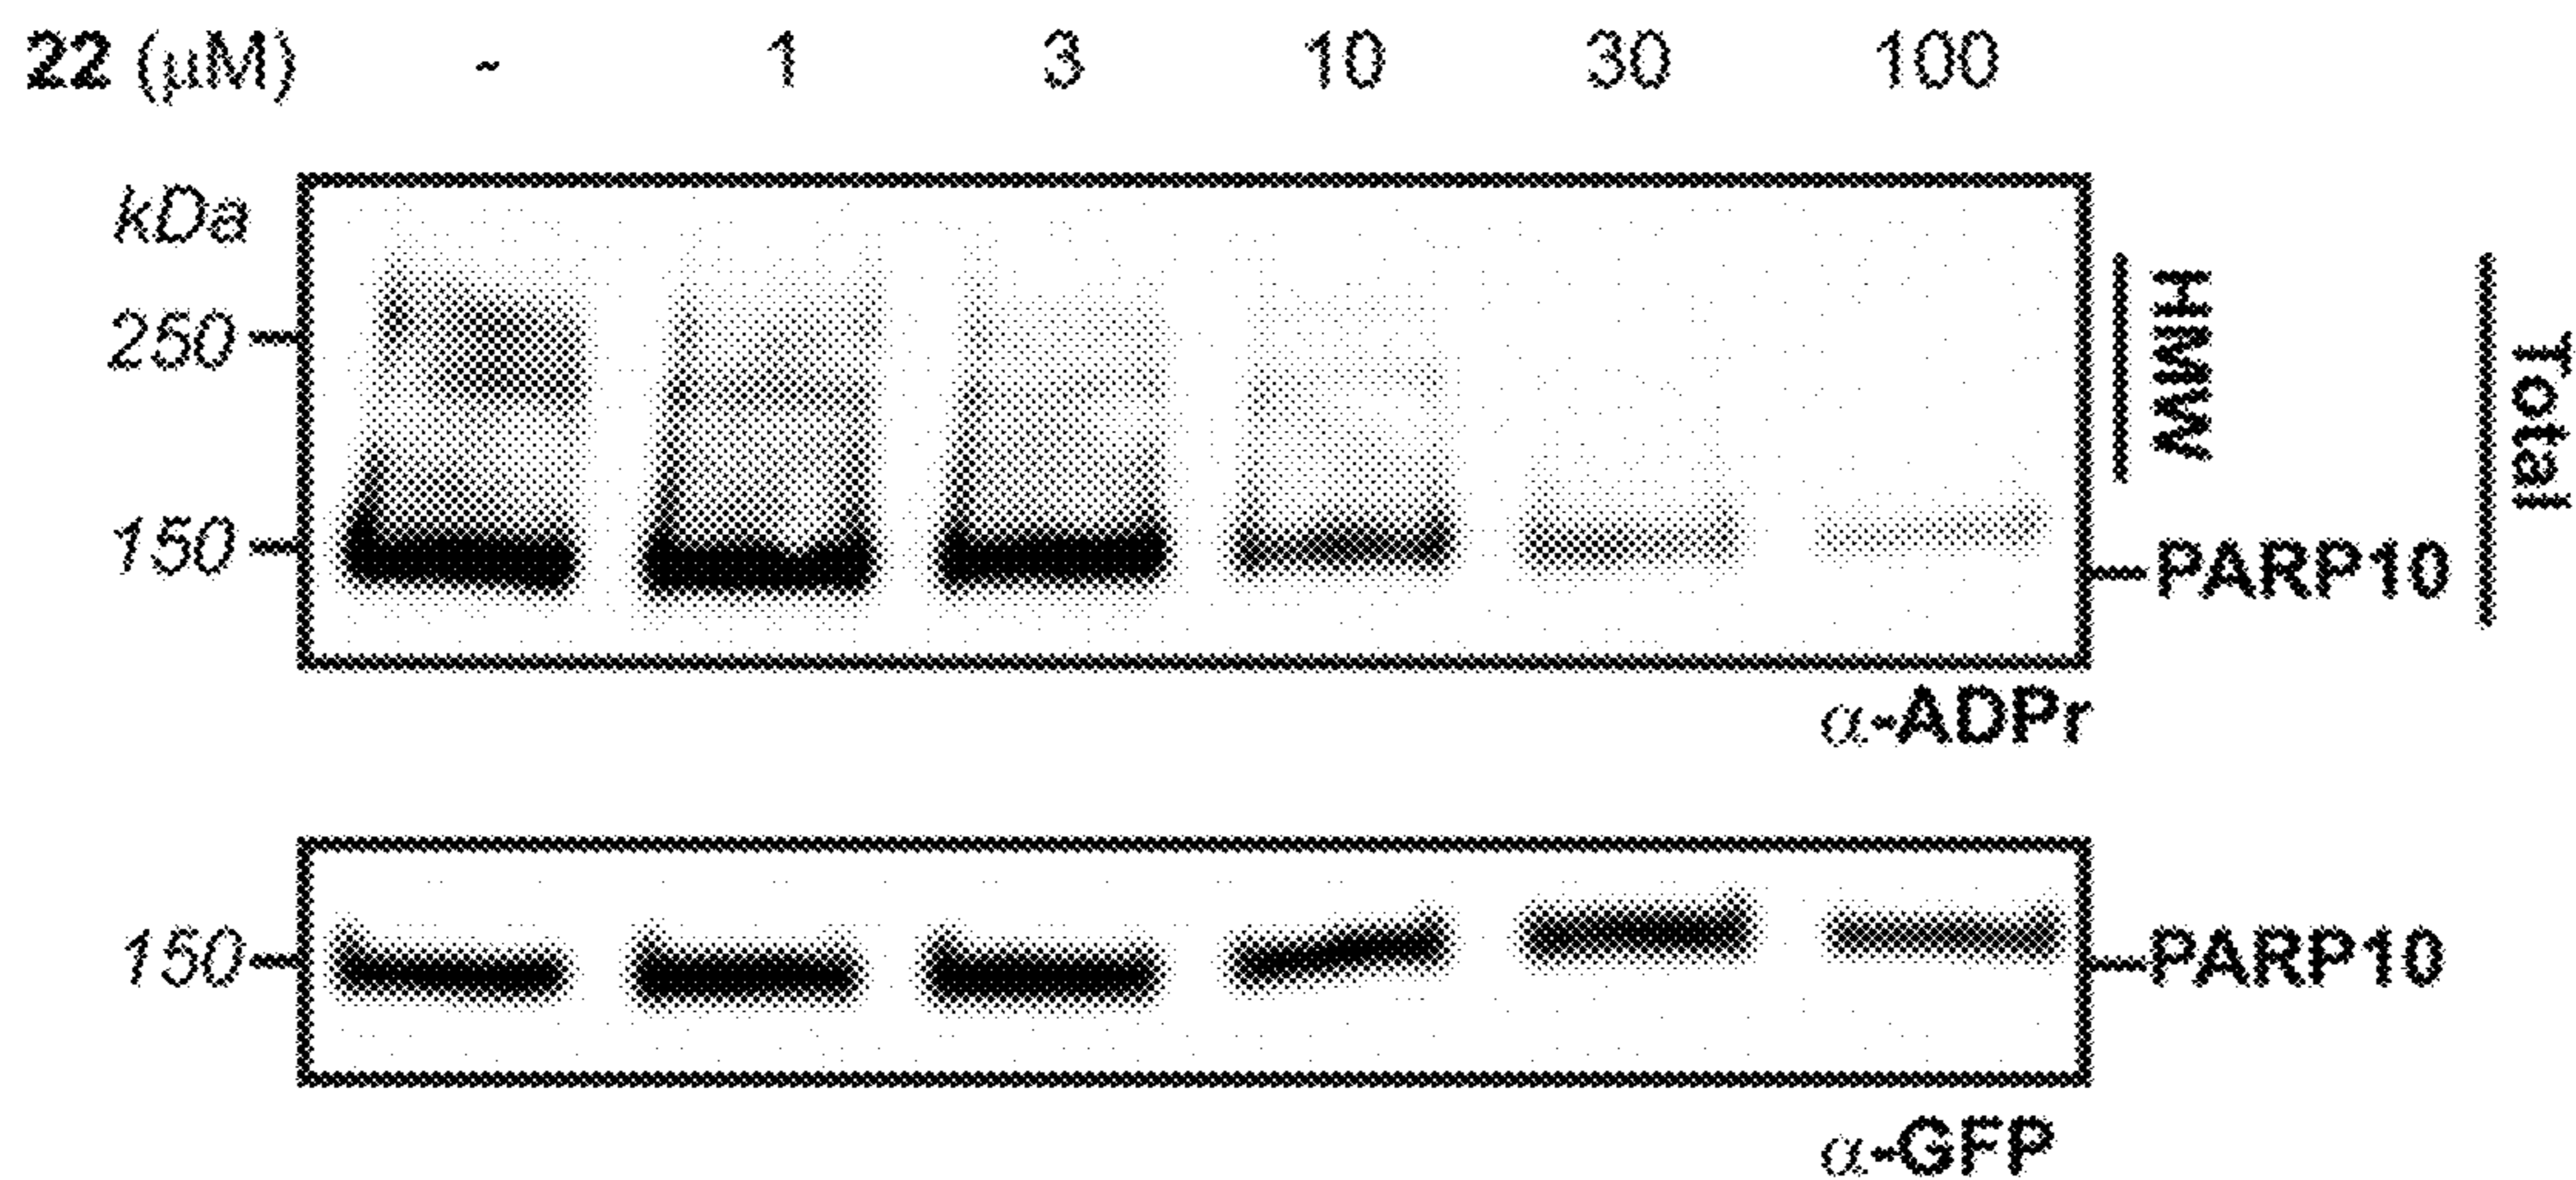 22 (μM) - 1 3 10 30 100
kDa
250
150
HMW
Total
PARP10
α-ADPr
150
PARP10
α-GFP